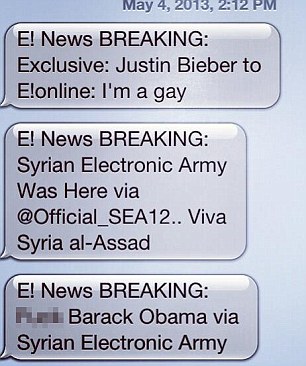 May 4, 2013, 2:12 PM
E! News BREAKING:
Exclusive: Justin Bieber to
E!online: I'm a gay
E! News BREAKING:
Syrian Electronic Army
Was Here via
@Official_SEA12.. Viva
Syria al-Assad
E! News BREAKING:
Barack Obama via
Syrian Electronic Army